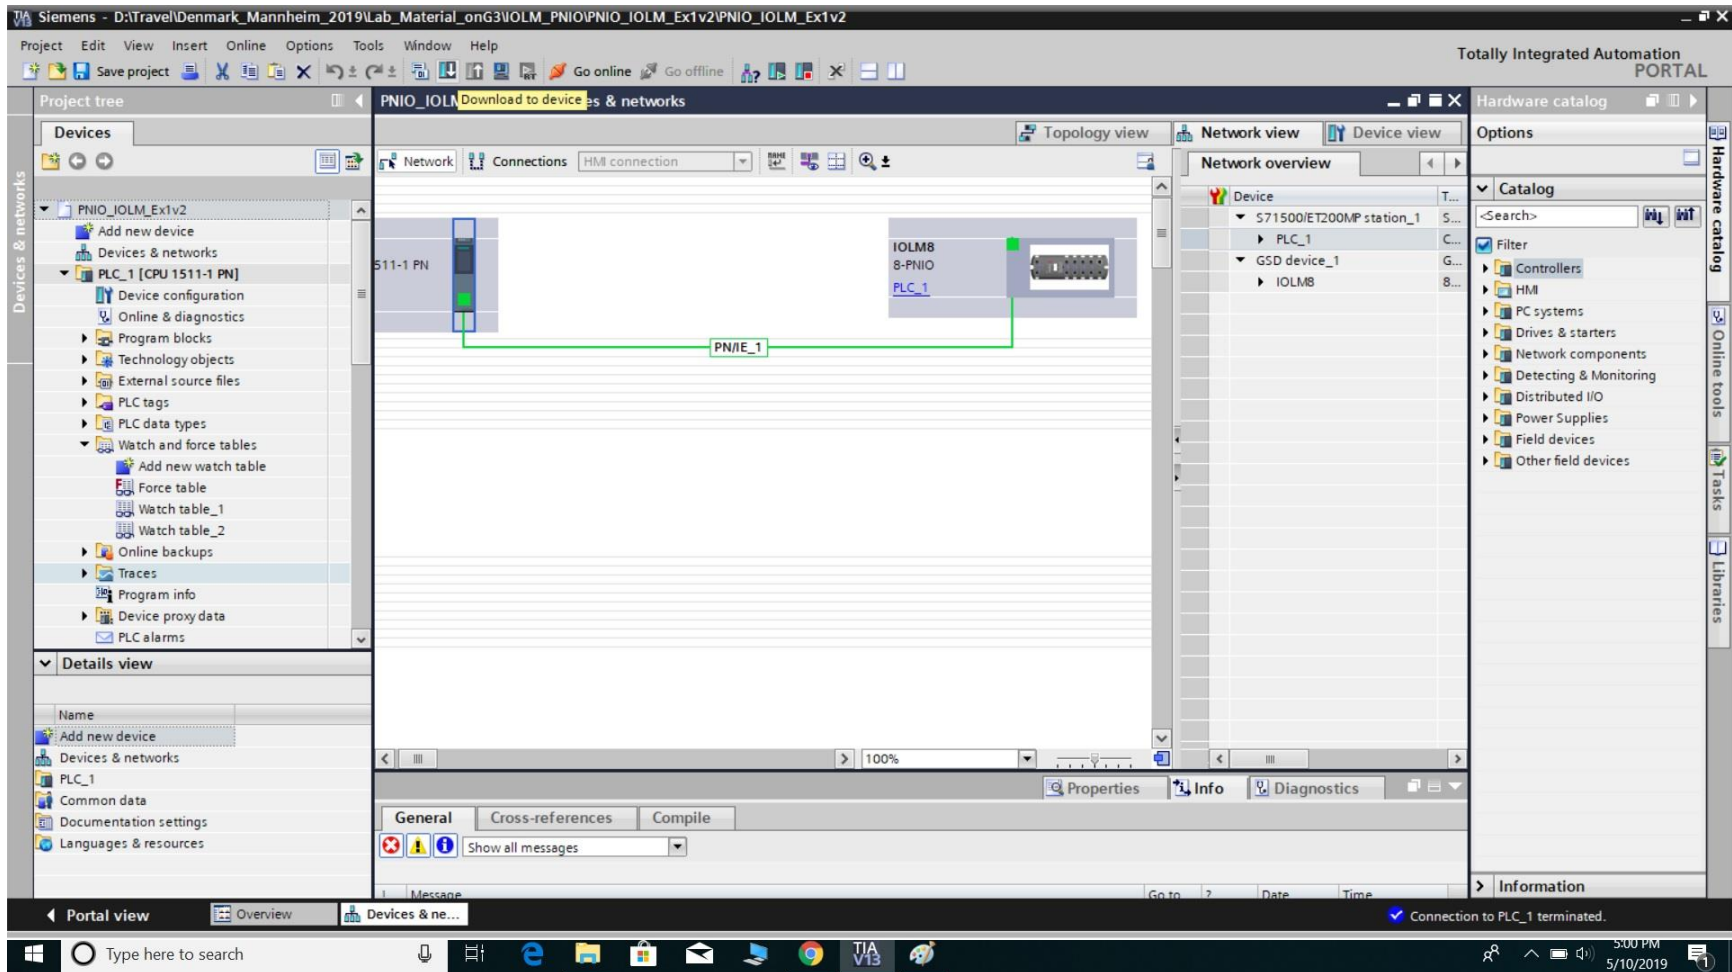 Siemens - D:\Travel\Denmark_Mannheim_2019\Lab_Material_onG3\IOLM_PNIO\PNIO_IOLM_Ex1v2\PNIO_IOLM_Ex1v2
Project Edit View Insert Online Options Tools Window Help
Totally Integrated Automation
PORTAL
Save project Go online Go offline
Download to device
Project tree
PNIO_IOLM es & networks
Hardware catalog
Devices
Topology view Network view Device view
Options
Network Connections HMI connection
Network overview
Catalog
<Search>
Filter
Controllers
HMI
PC systems
Drives & starters
Network components
Detecting & Monitoring
Distributed I/O
Power Supplies
Field devices
Other field devices
Information
Device T...
S71500/ET200MP station_1 S...
PLC_1 C...
GSD device_1 G...
IOLM8 8...
PNIO_IOLM_Ex1v2
Add new device
Devices & networks
PLC_1 [CPU 1511-1 PN]
Device configuration
Online & diagnostics
Program blocks
Technology objects
External source files
PLC tags
PLC data types
Watch and force tables
Add new watch table
Force table
Watch table_1
Watch table_2
Online backups
Traces
Program info
Device proxy data
PLC alarms
511-1 PN
IOLM8
8-PNIO
PLC_1
PN/IE_1
100%
Details view
Name
Add new device
Devices & networks
PLC_1
Common data
Documentation settings
Languages & resources
Properties Info Diagnostics
General Cross-references Compile
Show all messages
! Message Go to ? Date Time
Portal view Overview Devices & ne...
Connection to PLC_1 terminated.
Type here to search
TIA
V13
5:00 PM
5/10/2019
1
Devices & networks
Hardware catalog
Online tools
Tasks
Libraries